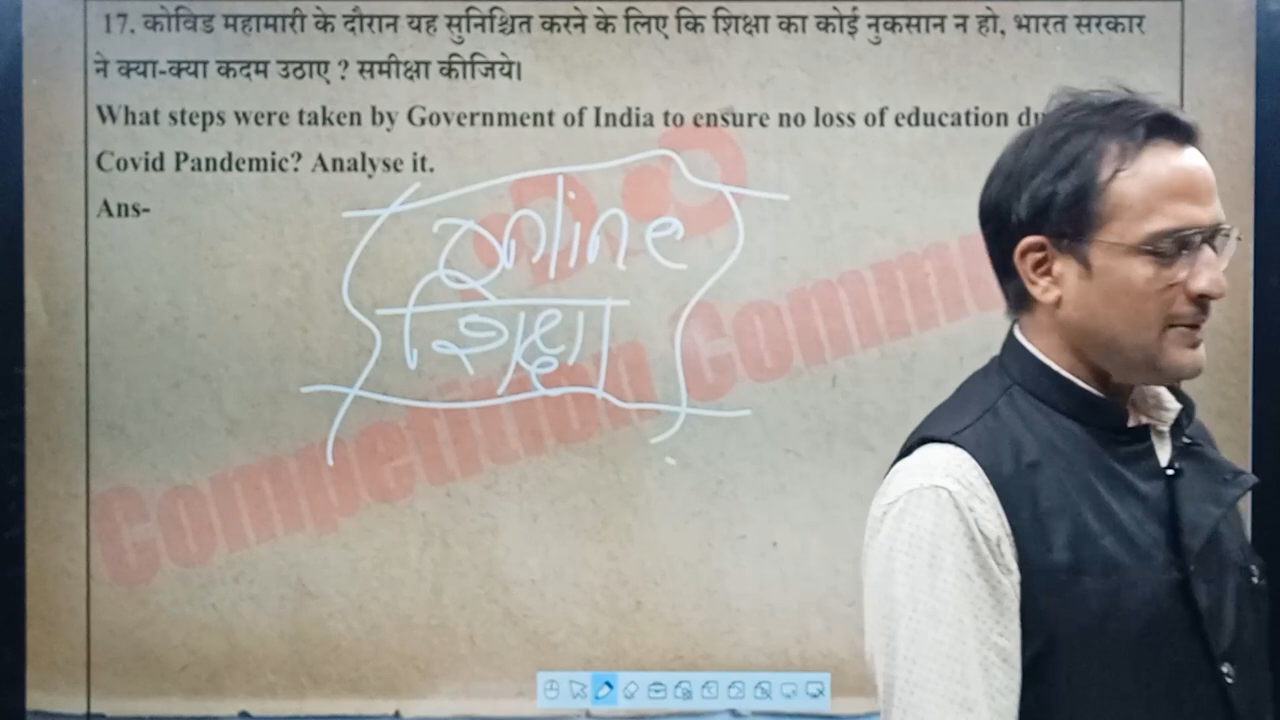 17. कोविड महामारी के दौरान यह सुनिश्चित करने के लिए कि शिक्षा का कोई नुकसान न हो, भारत सरकार
ने क्या-क्या कदम उठाए ? समीक्षा कीजिये।
What steps were taken by Government of India to ensure no loss of education
Covid Pandemic? Analyse it.
Ans-
online
शिक्षा
Competition